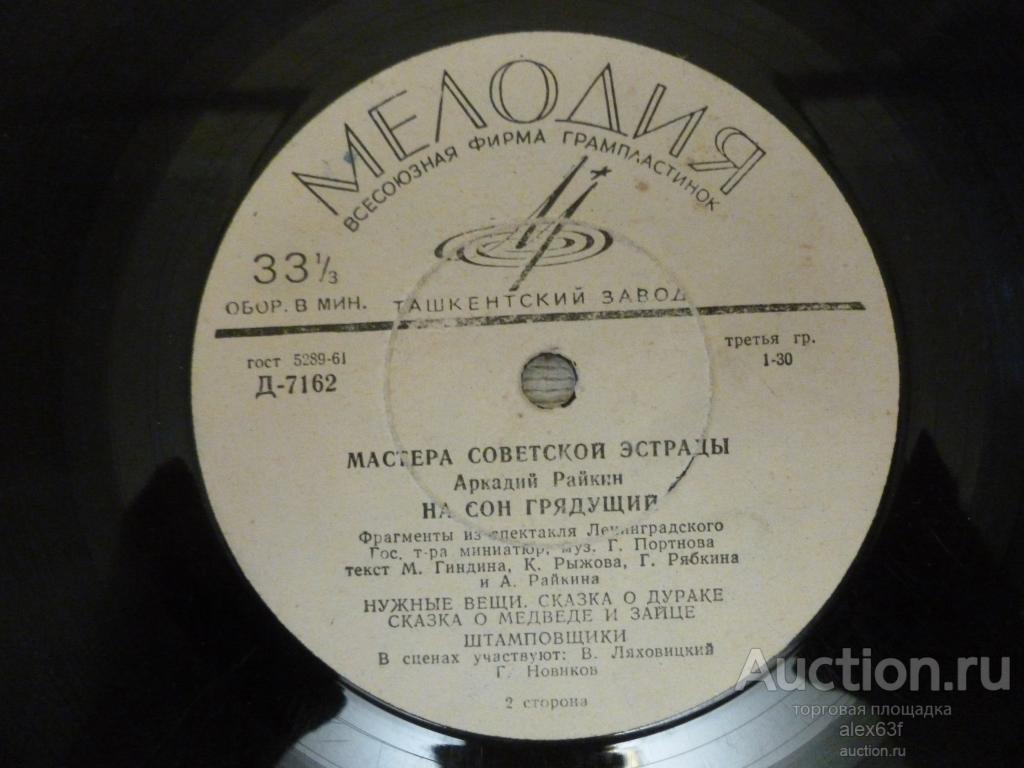 МЕЛОДИЯ
ВСЕСОЮЗНАЯ ФИРМА ГРАМПЛАСТИНОК
33 1/3
ОБОР. В МИН. ТАШКЕНТСКИЙ ЗАВОД
гост 5289-61
Д-7162
третья гр.
1-30
МАСТЕРА СОВЕТСКОЙ ЭСТРАДЫ
Аркадий Райкин
НА СОН ГРЯДУЩИЙ
Фрагменты из спектакля Ленинградского
Гос. т-ра миниатюр, муз. Г. Портнова
текст М. Гиндина, К. Рыжова, Г. Рябкина
и А. Райкина
НУЖНЫЕ ВЕЩИ. СКАЗКА О ДУРАКЕ
СКАЗКА О МЕДВЕДЕ И ЗАЙЦЕ
ШТАМПОВЩИКИ
В сценах участвуют: В. Ляховицкий
Г. Новиков
2 сторона
Auction.ru
торговая площадка
alex63f
auction.ru